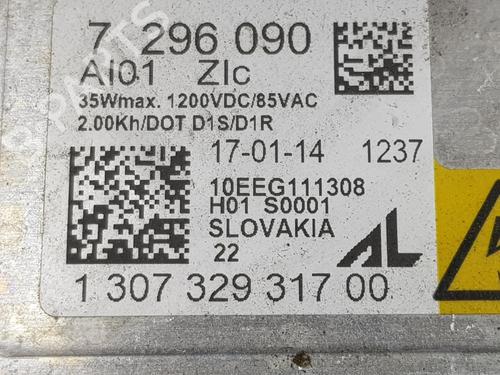 7 296 090
AI01 ZIc
35Wmax. 1200VDC/85VAC
2.00Kh/DOT D1S/D1R
17-01-14 1237
10EEG111308
H01 S0001
SLOVAKIA
22
AL
1 307 329 317 00